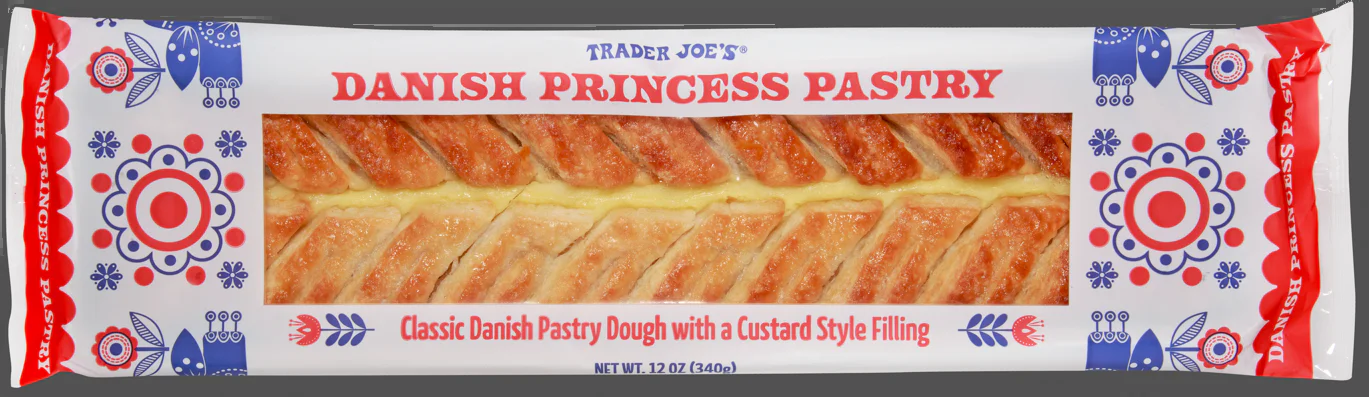 TRADER JOE'S®
DANISH PRINCESS PASTRY
DANISH PRINCESS PASTRY
DANISH PRINCESS PASTRY
Classic Danish Pastry Dough with a Custard Style Filling
NET WT. 12 OZ (340g)